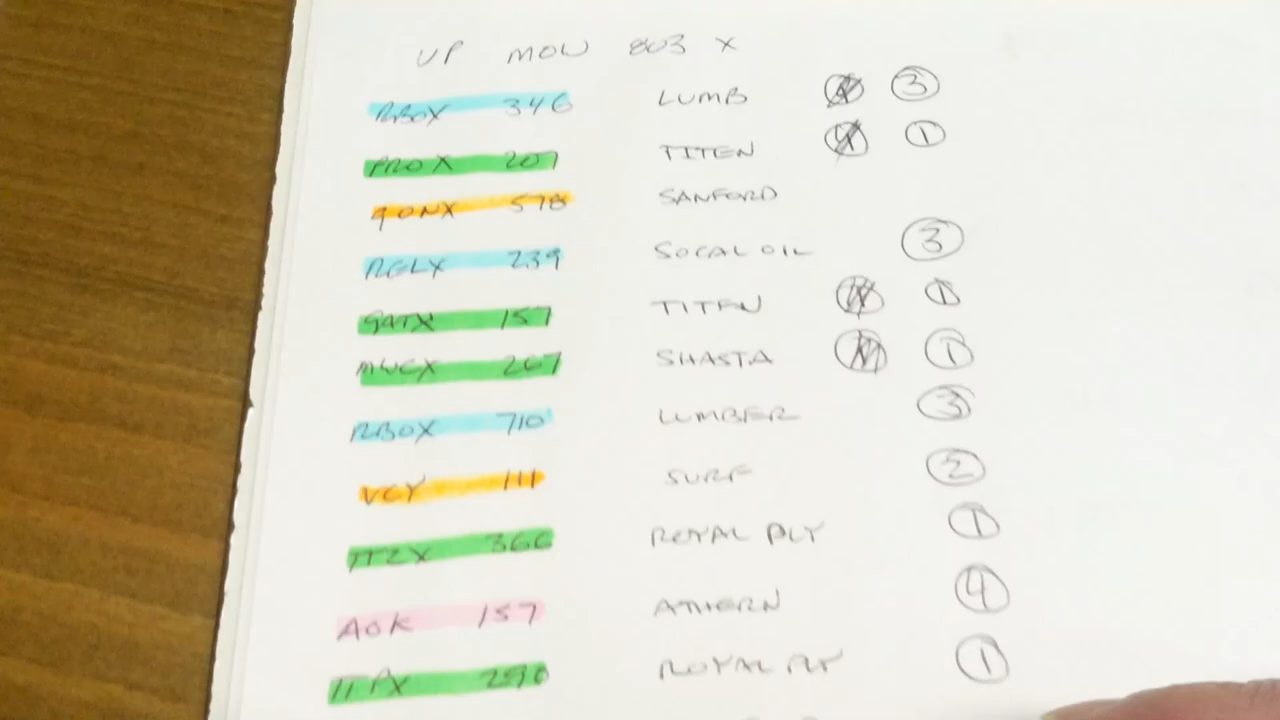 UP MOW 803 X
RBOX 346 LUMB 3
PROX 207 TITEN 1
GONX 578 SANFORD
RELX 239 SOCAL OIL 3
GATX 157 TITEN 1
MWCX 267 SHASTA 1
RBOX 710 LUMBER 3
VCY 111 SURF 2
TTZX 366 ROYAL PLY 1
AOK 157 ATHERN 4
290 ROYAL PLY 1